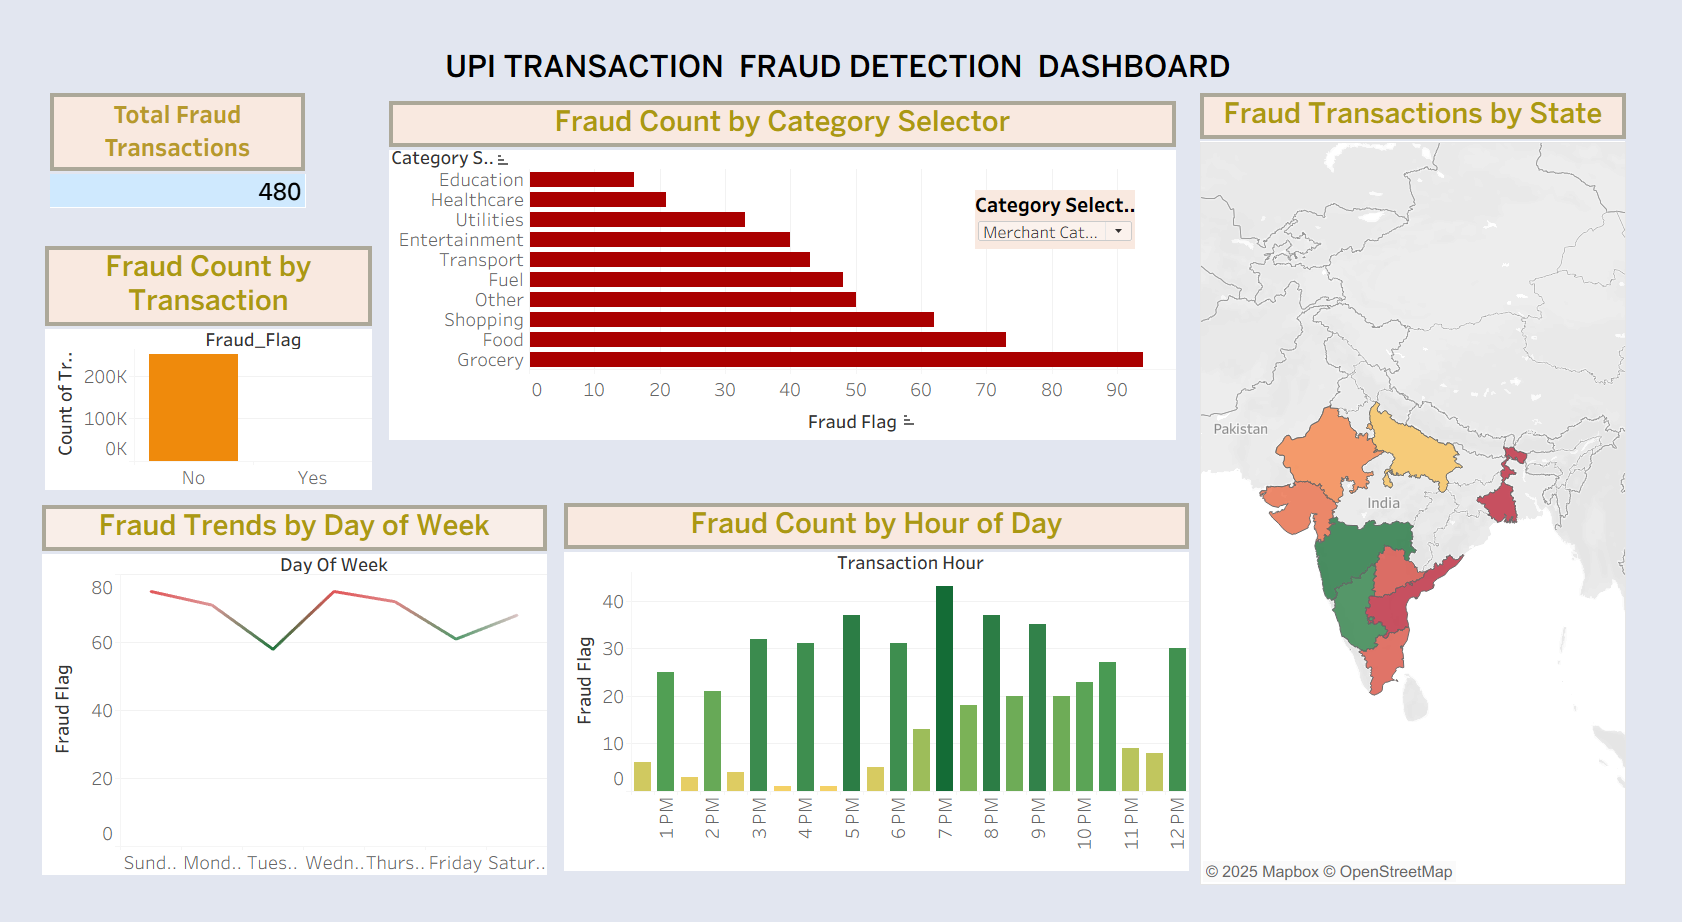 UPI TRANSACTION FRAUD DETECTION DASHBOARD
Total Fraud
Transactions
480
Fraud Count by
Transaction
Fraud_Flag
Count of Tr..
200K
100K
0K
No Yes
Fraud Count by Category Selector
Category S..
Education
Healthcare
Utilities
Entertainment
Transport
Fuel
Other
Shopping
Food
Grocery
0 10 20 30 40 50 60 70 80 90
Fraud Flag
Category Select..
Merchant Cat...
Fraud Transactions by State
Pakistan
India
© 2025 Mapbox © OpenStreetMap
Fraud Trends by Day of Week
Day Of Week
Fraud Flag
80
60
40
20
0
Sund.. Mond.. Tues.. Wedn.. Thurs.. Friday Satur..
Fraud Count by Hour of Day
Transaction Hour
Fraud Flag
40
30
20
10
0
1 PM 2 PM 3 PM 4 PM 5 PM 6 PM 7 PM 8 PM 9 PM 10 PM 11 PM 12 PM